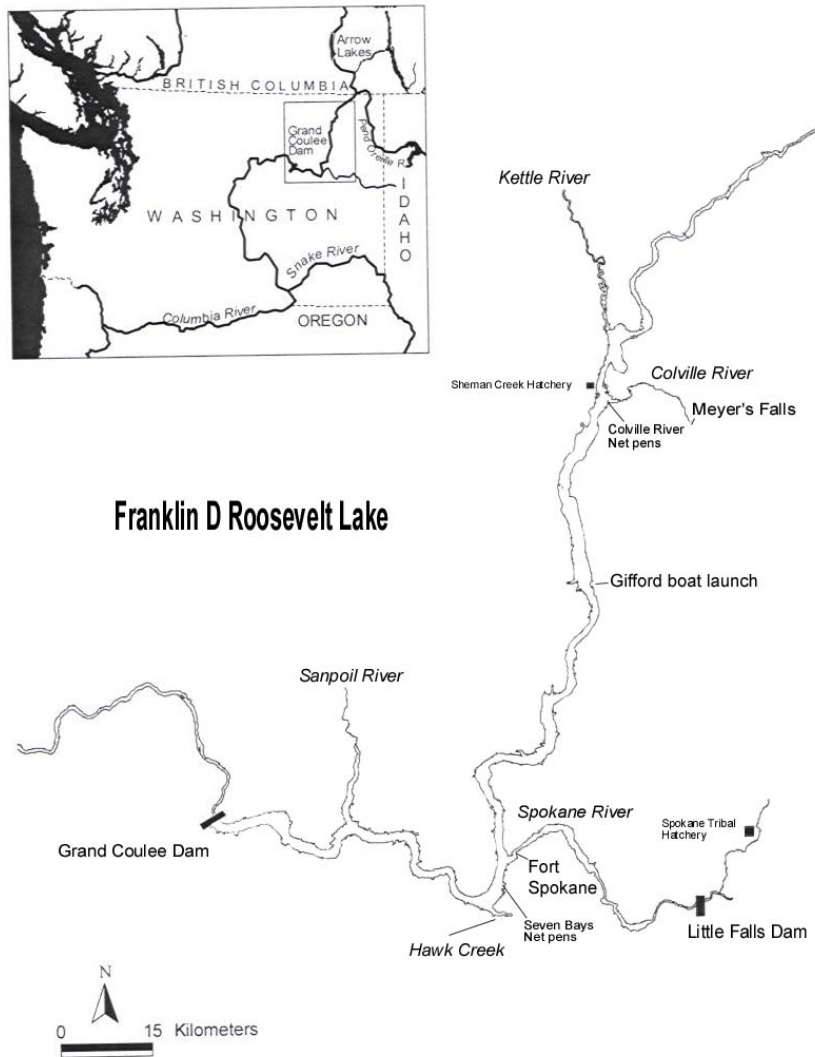 Arrow
Lakes
BRITISH COLUMBIA
Grand
Coulee
Dam
Pend Oreille R.
IDAHO
WASHINGTON
Snake River
Columbia River
OREGON
Kettle River
Colville River
Sheman Creek Hatchery
Meyer's Falls
Colville River
Net pens
Franklin D Roosevelt Lake
Gifford boat launch
Sanpoil River
Spokane River
Spokane Tribal
Hatchery
Grand Coulee Dam
Fort
Spokane
Seven Bays
Net pens
Little Falls Dam
Hawk Creek
N
0 15 Kilometers